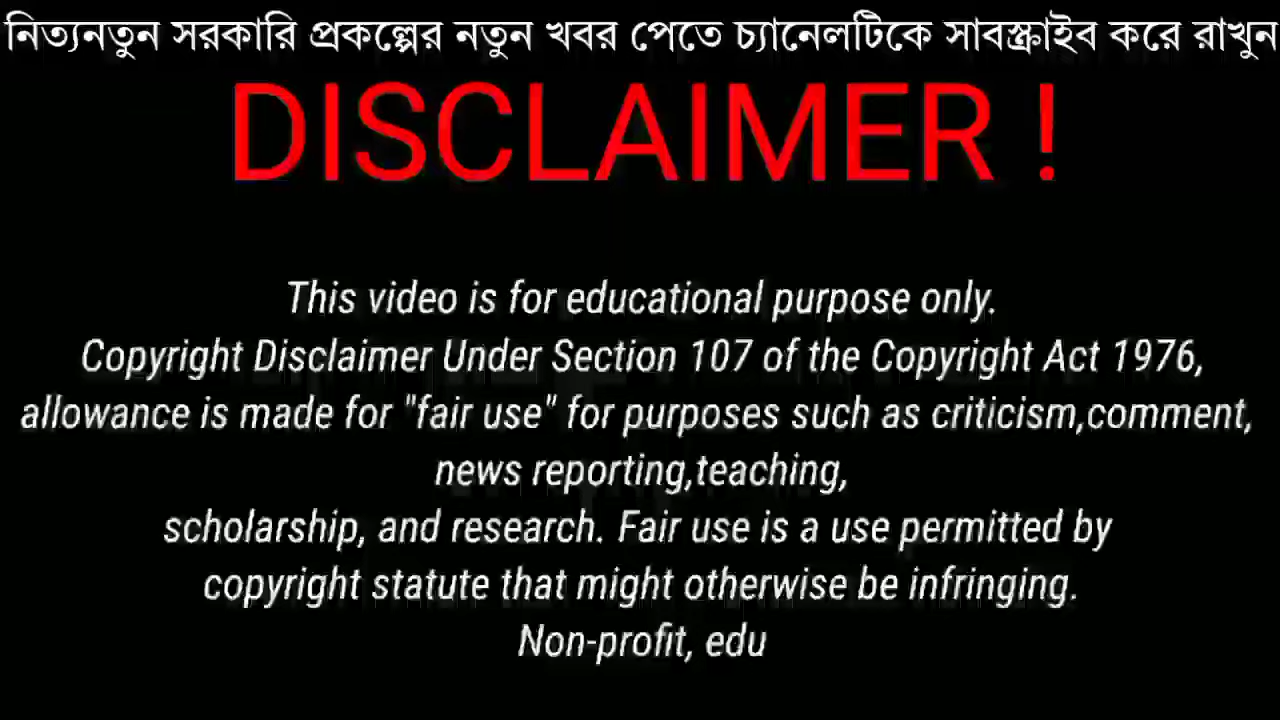 নিত্যনতুন সরকারি প্রকল্পের নতুন খবর পেতে চ্যানেলটিকে সাবস্ক্রাইব করে রাখুন
DISCLAIMER !
This video is for educational purpose only.
Copyright Disclaimer Under Section 107 of the Copyright Act 1976,
allowance is made for "fair use" for purposes such as criticism,comment,
news reporting,teaching,
scholarship, and research. Fair use is a use permitted by
copyright statute that might otherwise be infringing.
Non-profit, edu